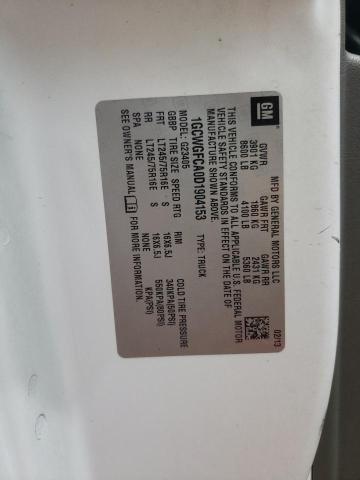 GM
MFD BY GENERAL MOTORS LLC
02/13
GVWR GAWR FRT GAWR RR
3901 KG 1860 KG 2431 KG
8600 LB 4100 LB 5360 LB
THIS VEHICLE CONFORMS TO ALL APPLICABLE U.S. FEDERAL MOTOR
VEHICLE SAFETY STANDARDS IN EFFECT ON THE DATE OF
MANUFACTURE SHOWN ABOVE.
1GCWGFCA0D1904153 TYPE: TRUCK
MODEL: G23405
GBBP TIRE SIZE SPEED RTG RIM COLD TIRE PRESSURE
FRT LT245/75R16E S 16X6.5J 340KPA(50PSI)
RR LT245/75R16E S 16X6.5J 550KPA(80PSI)
SPA NONE NONE KPA(PSI)
SEE OWNER'S MANUAL FOR MORE INFORMATION.